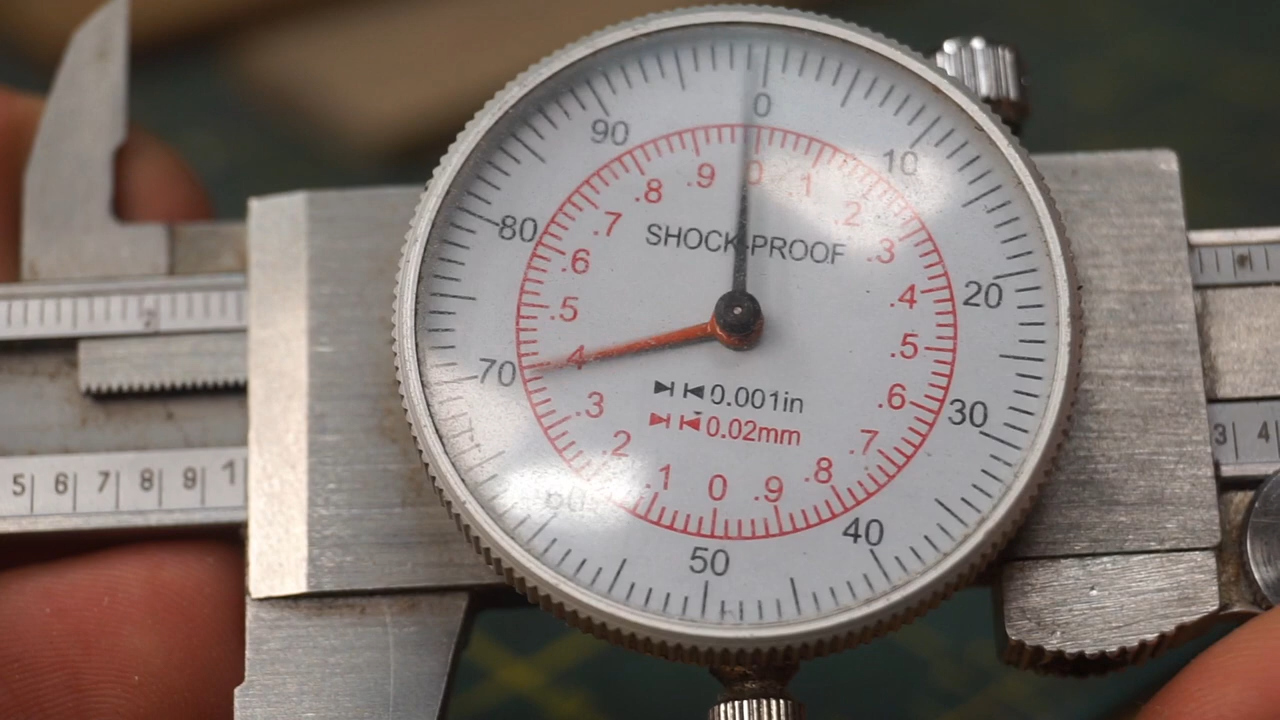 0
90 10
.9 0 .1
.8 .2
.7 .3
80 SHOCK-PROOF
.6 .4 20
.5 .5
2
70 4
0.001in
.3 .6 30
0.02mm
.2 .7
.1 0 .9 .8
60 40
50
5 6 7 8 9 1
3 4